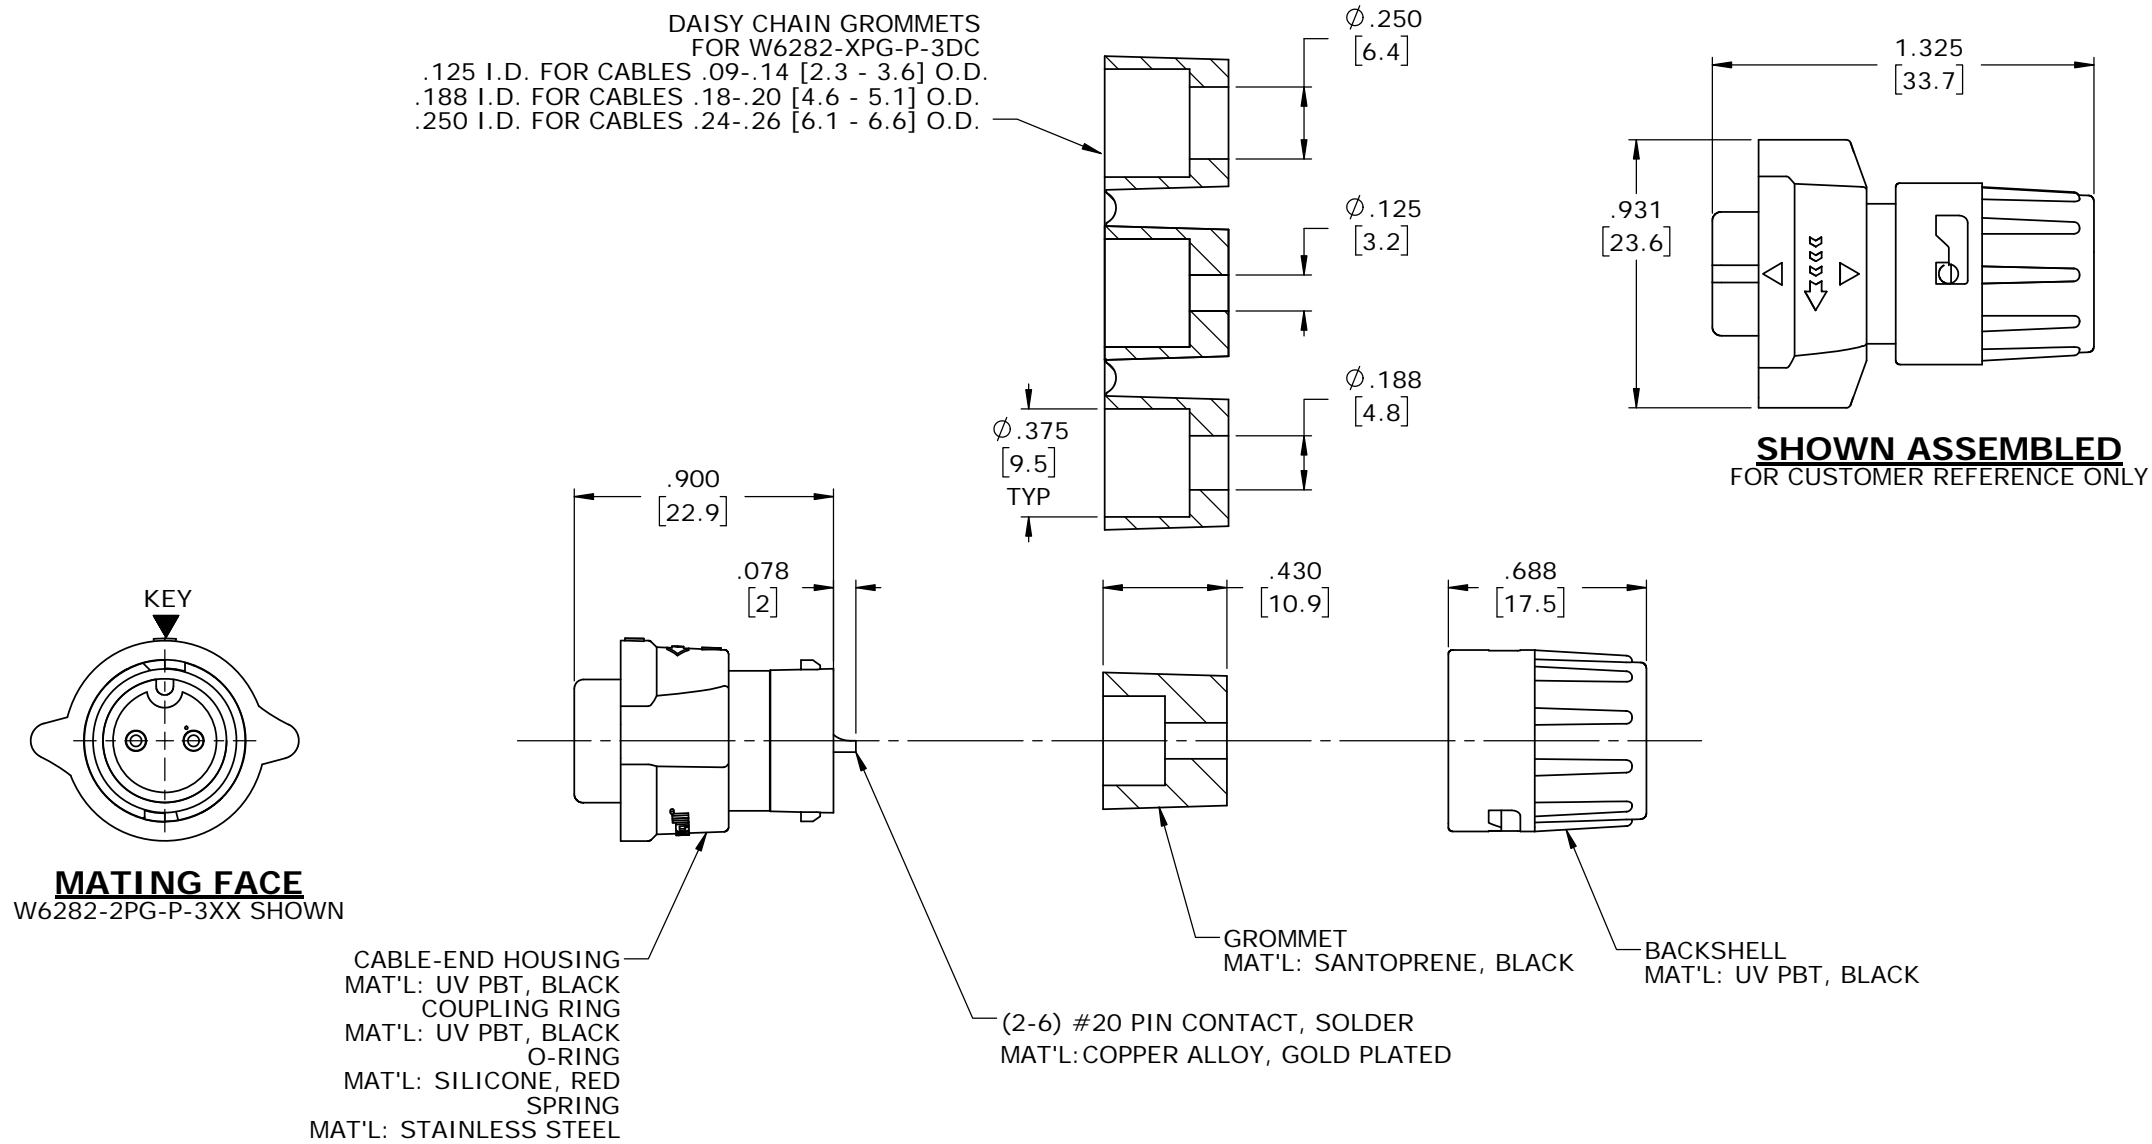 DAISY CHAIN GROMMETS
FOR W6282-XPG-P-3DC
.125 I.D. FOR CABLES .09-.14 [2.3 - 3.6] O.D.
.188 I.D. FOR CABLES .18-.20 [4.6 - 5.1] O.D.
.250 I.D. FOR CABLES .24-.26 [6.1 - 6.6] O.D.
∅.250
[6.4]
∅.125
[3.2]
∅.188
[4.8]
∅.375
[9.5]
TYP
1.325
[33.7]
.931
[23.6]
SHOWN ASSEMBLED
FOR CUSTOMER REFERENCE ONLY
.900
[22.9]
.078
[2]
.430
[10.9]
.688
[17.5]
KEY
MATING FACE
W6282-2PG-P-3XX SHOWN
CABLE-END HOUSING
MAT'L: UV PBT, BLACK
COUPLING RING
MAT'L: UV PBT, BLACK
O-RING
MAT'L: SILICONE, RED
SPRING
MAT'L: STAINLESS STEEL
(2-6) #20 PIN CONTACT, SOLDER
MAT'L:COPPER ALLOY, GOLD PLATED
GROMMET
MAT'L: SANTOPRENE, BLACK
BACKSHELL
MAT'L: UV PBT, BLACK